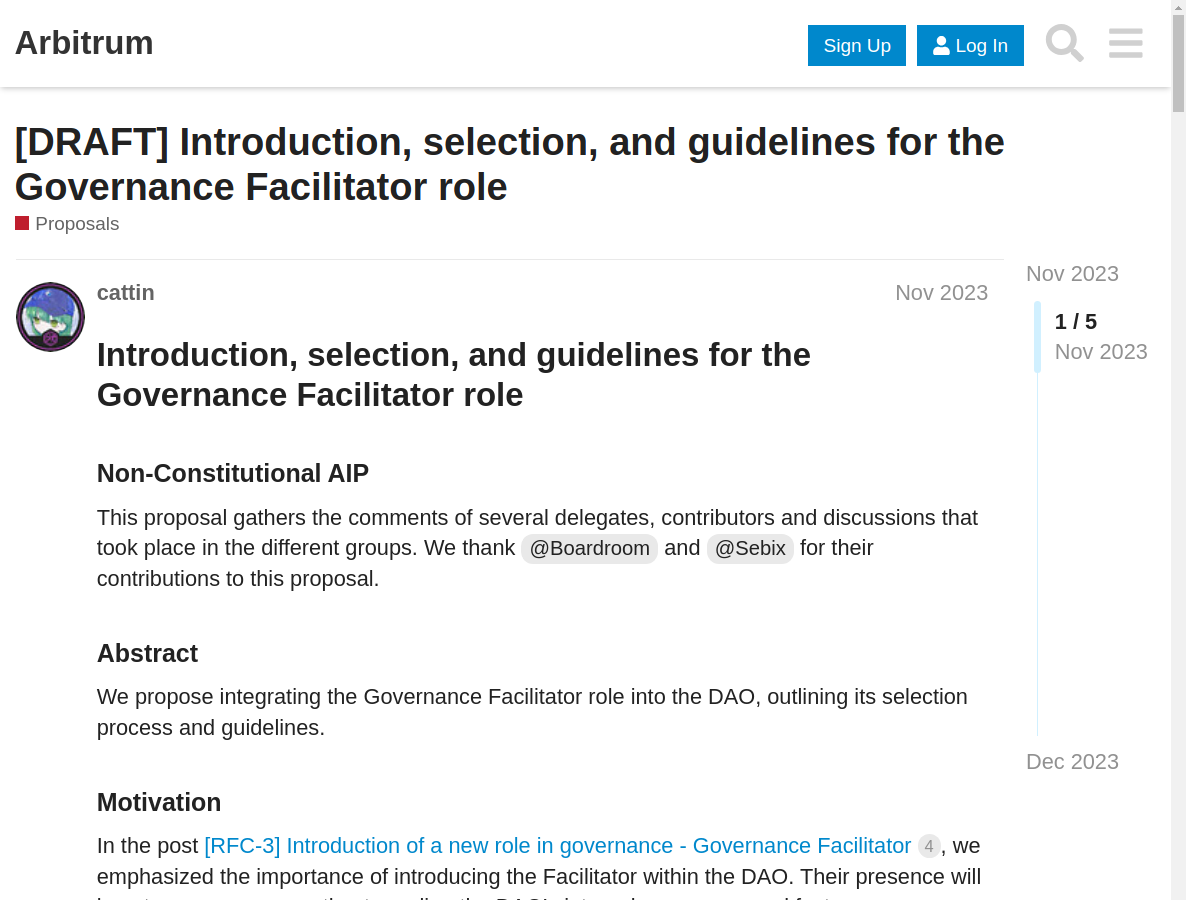 Arbitrum
Sign Up
Log In
[DRAFT] Introduction, selection, and guidelines for the
Governance Facilitator role
Proposals
cattin
Nov 2023
Introduction, selection, and guidelines for the
Governance Facilitator role
Non-Constitutional AIP
This proposal gathers the comments of several delegates, contributors and discussions that
took place in the different groups. We thank @Boardroom and @Sebix for their
contributions to this proposal.
Abstract
We propose integrating the Governance Facilitator role into the DAO, outlining its selection
process and guidelines.
Motivation
In the post [RFC-3] Introduction of a new role in governance - Governance Facilitator 4, we
emphasized the importance of introducing the Facilitator within the DAO. Their presence will
Nov 2023
1 / 5
Nov 2023
Dec 2023